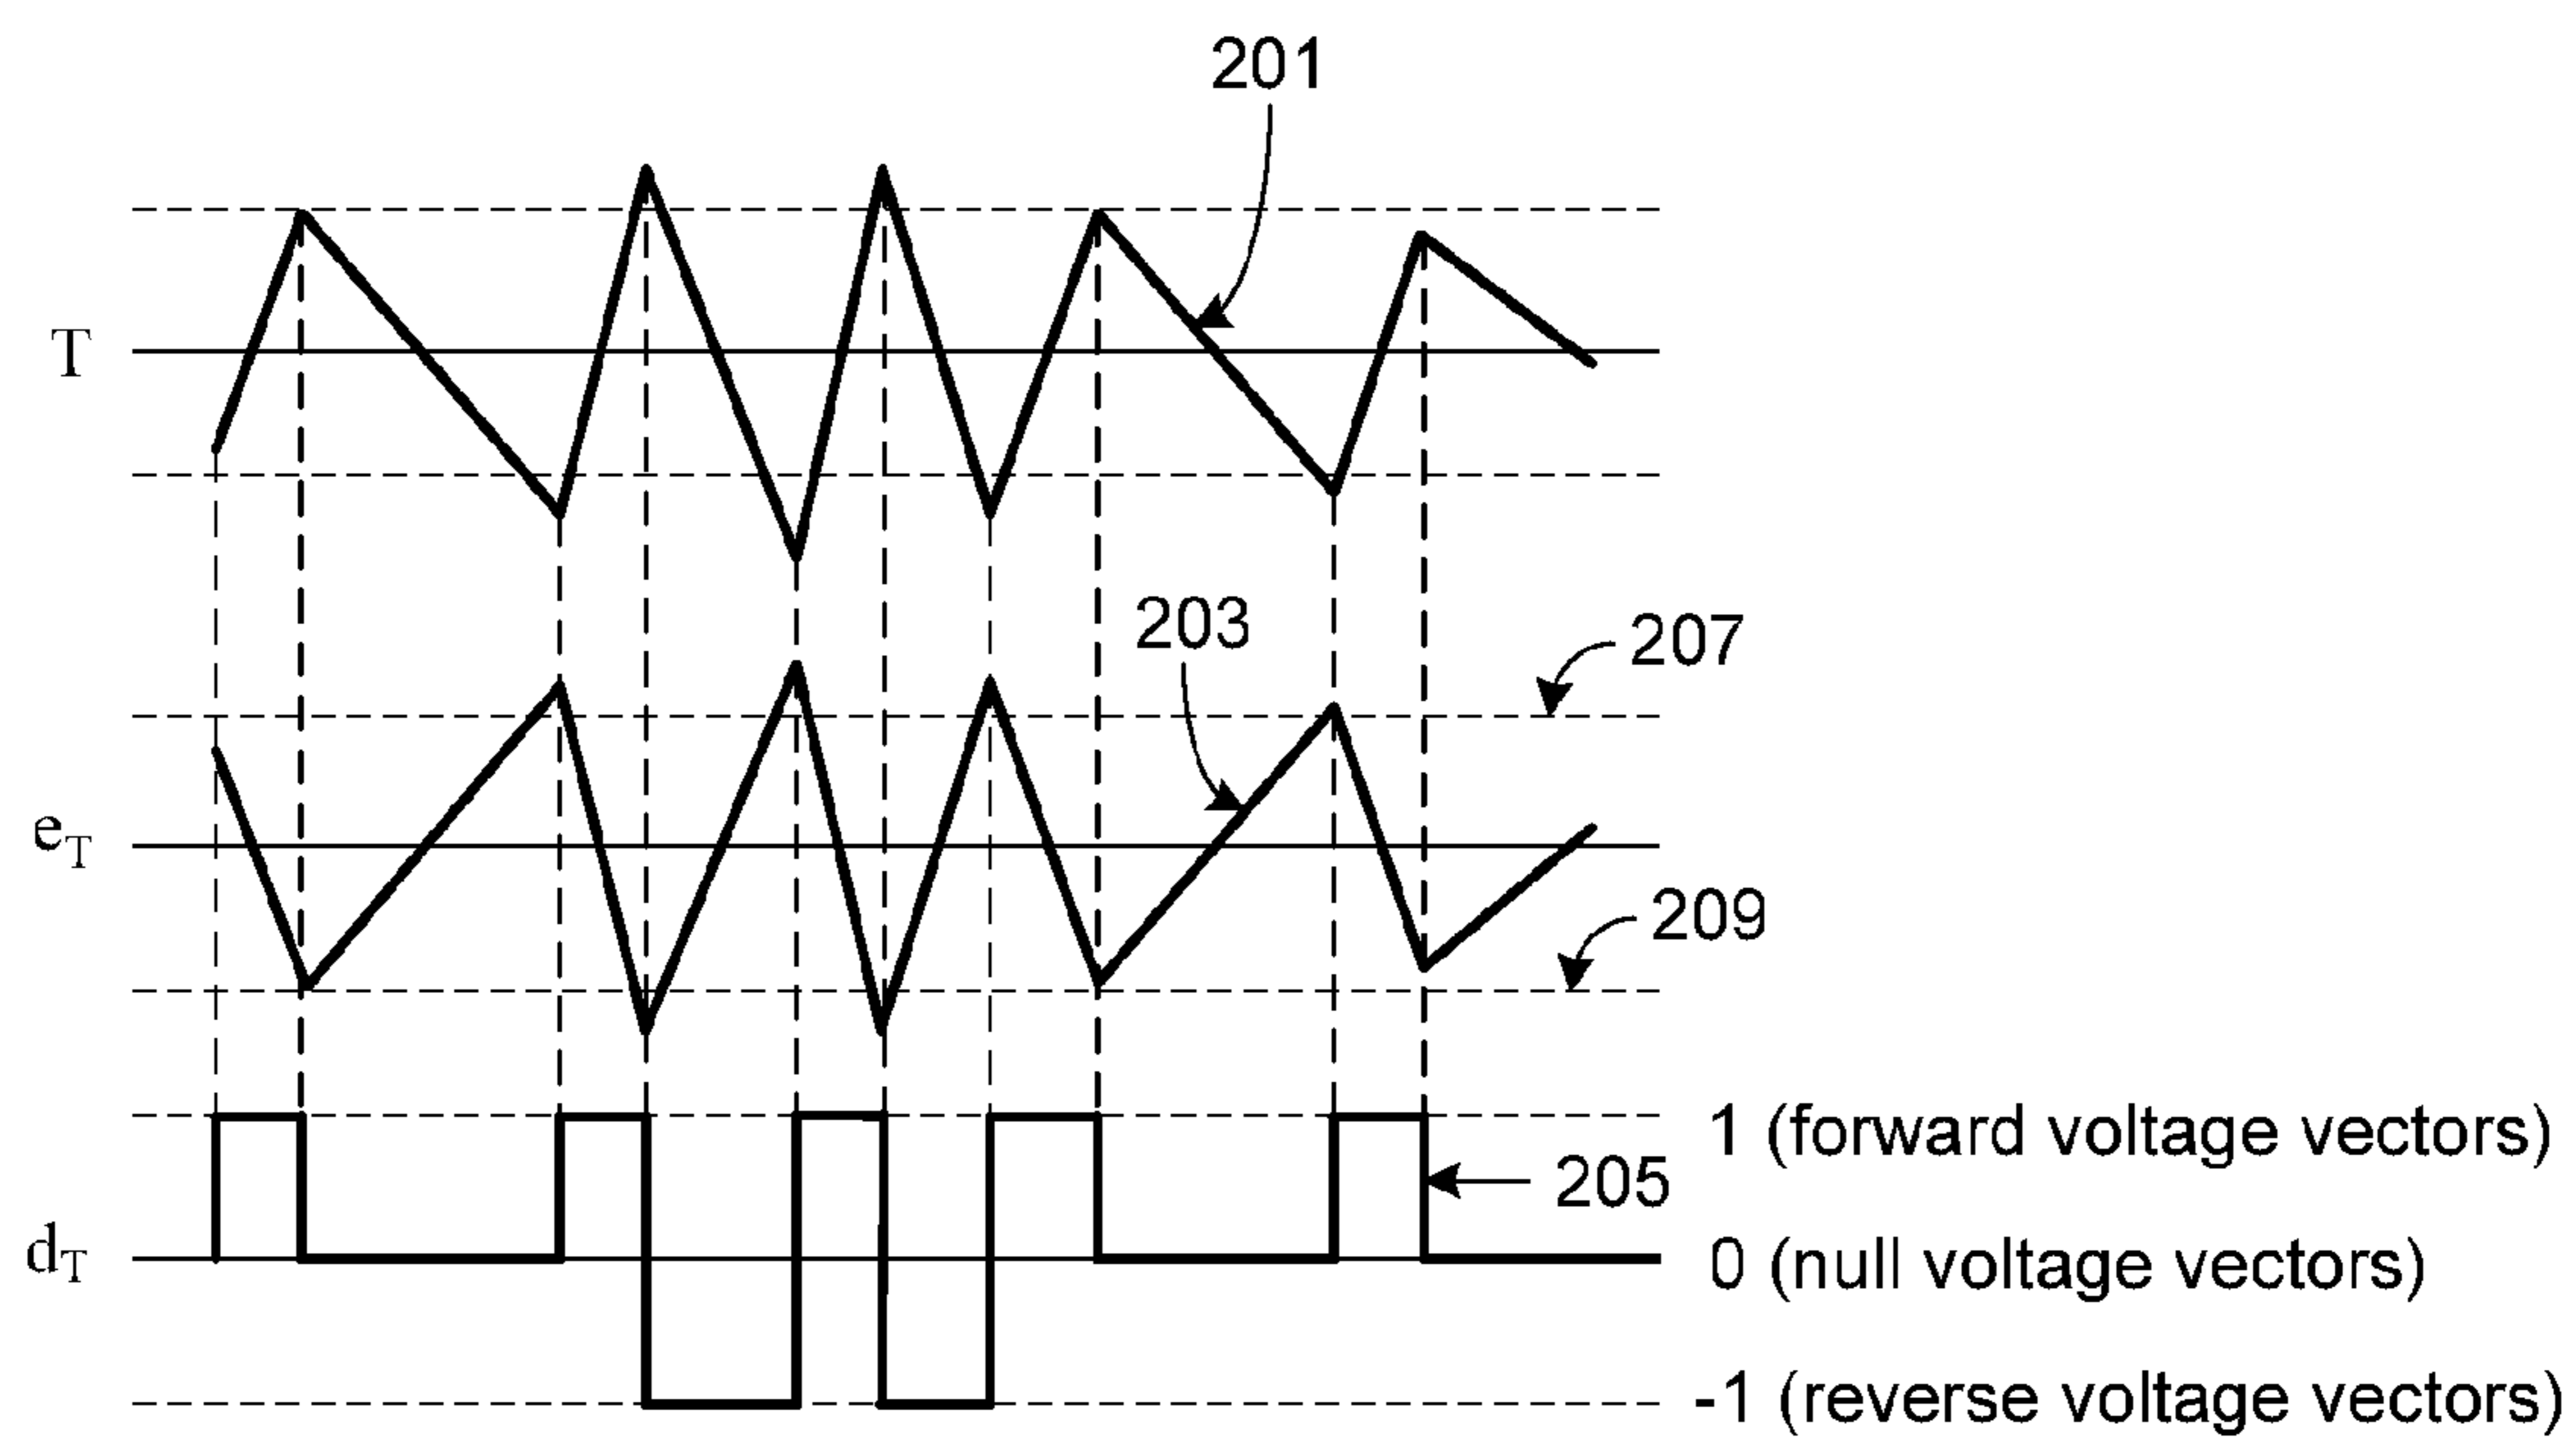 201
T
203
207
e_T
209
1 (forward voltage vectors)
205
d_T
0 (null voltage vectors)
-1 (reverse voltage vectors)